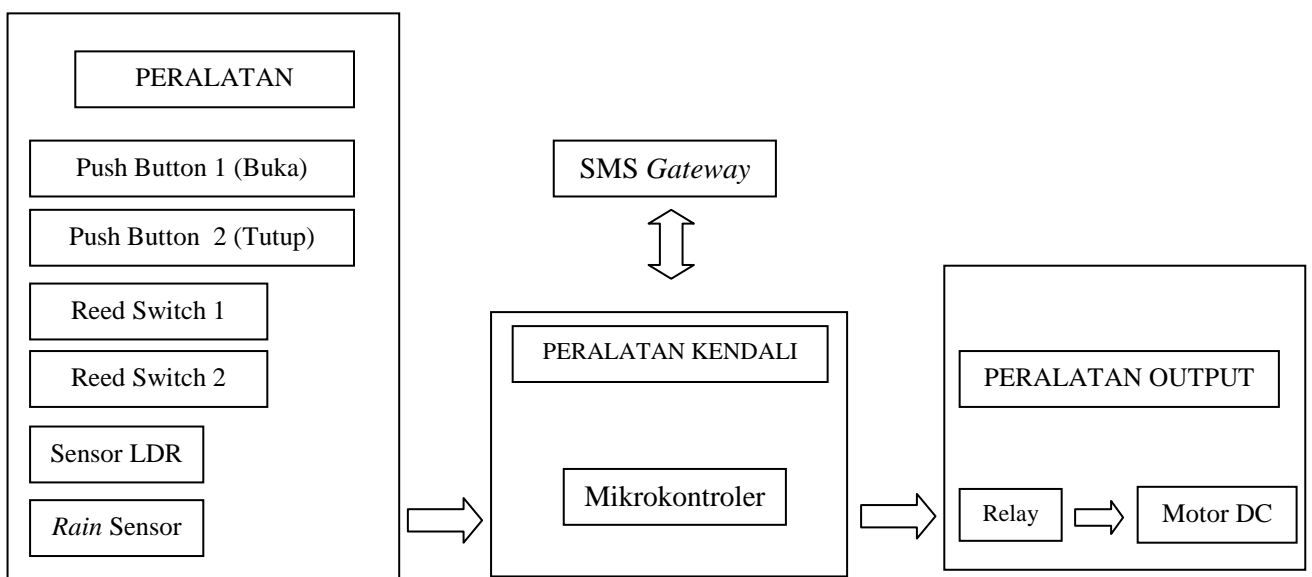 PERALATAN
Push Button 1 (Buka)
Push Button 2 (Tutup)
Reed Switch 1
Reed Switch 2
Sensor LDR
Rain Sensor
SMS Gateway
PERALATAN KENDALI
Mikrokontroler
PERALATAN OUTPUT
Relay
Motor DC